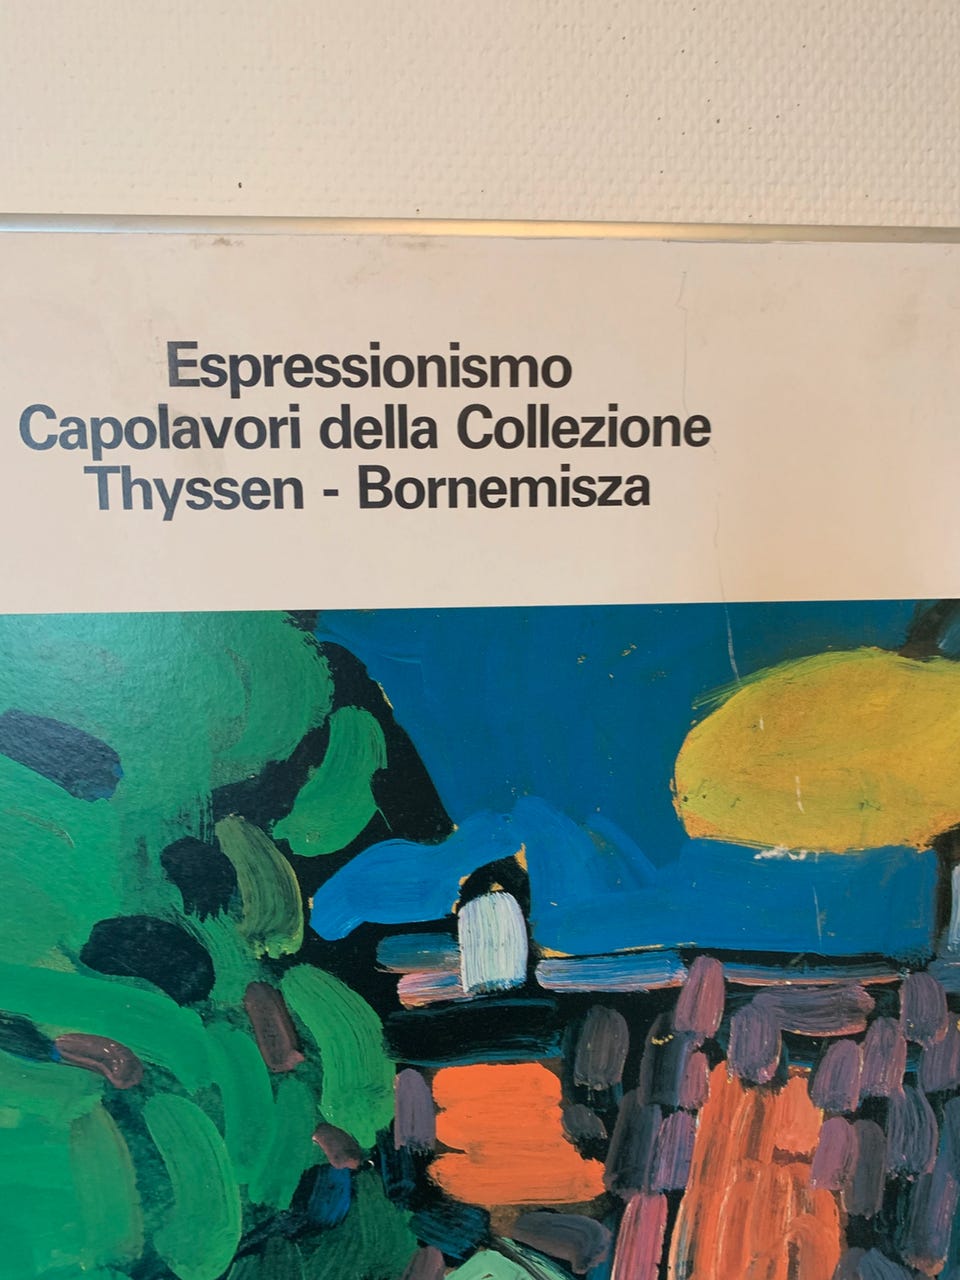 Espressionismo
Capolavori della Collezione
Thyssen - Bornemisza